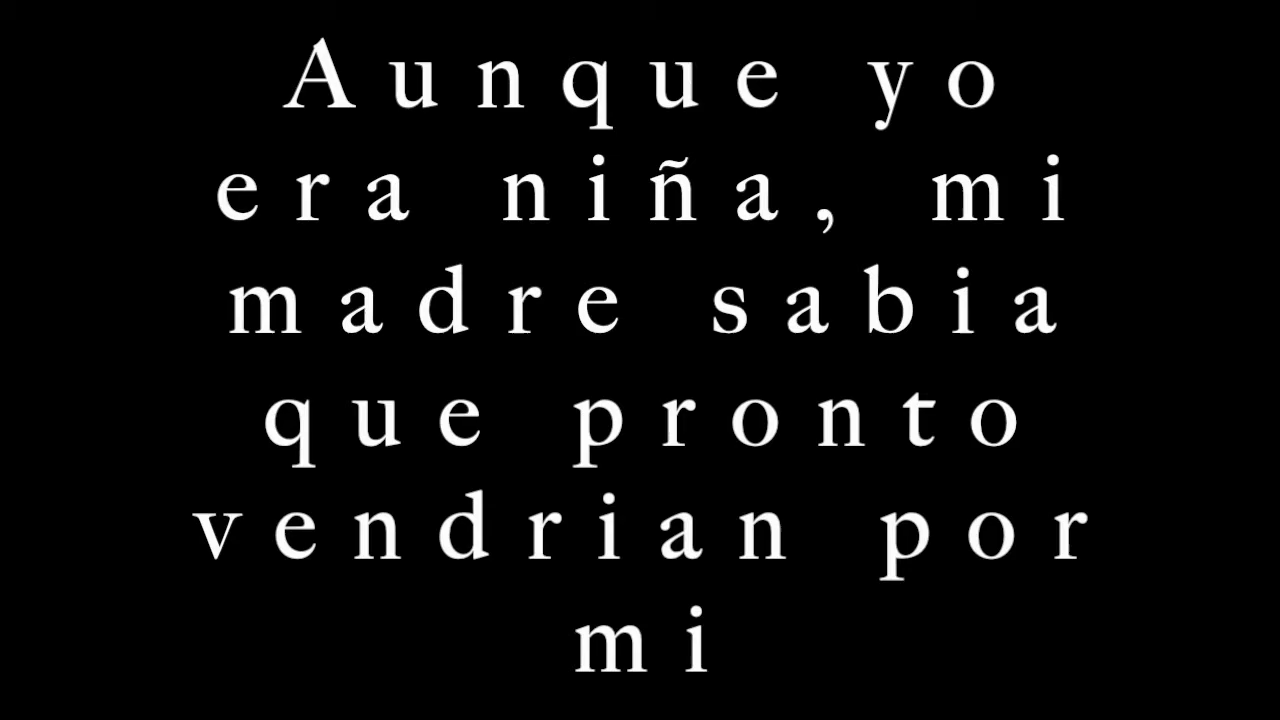 Aunque yo
era niña, mi
madre sabia
que pronto
vendrian por
mi